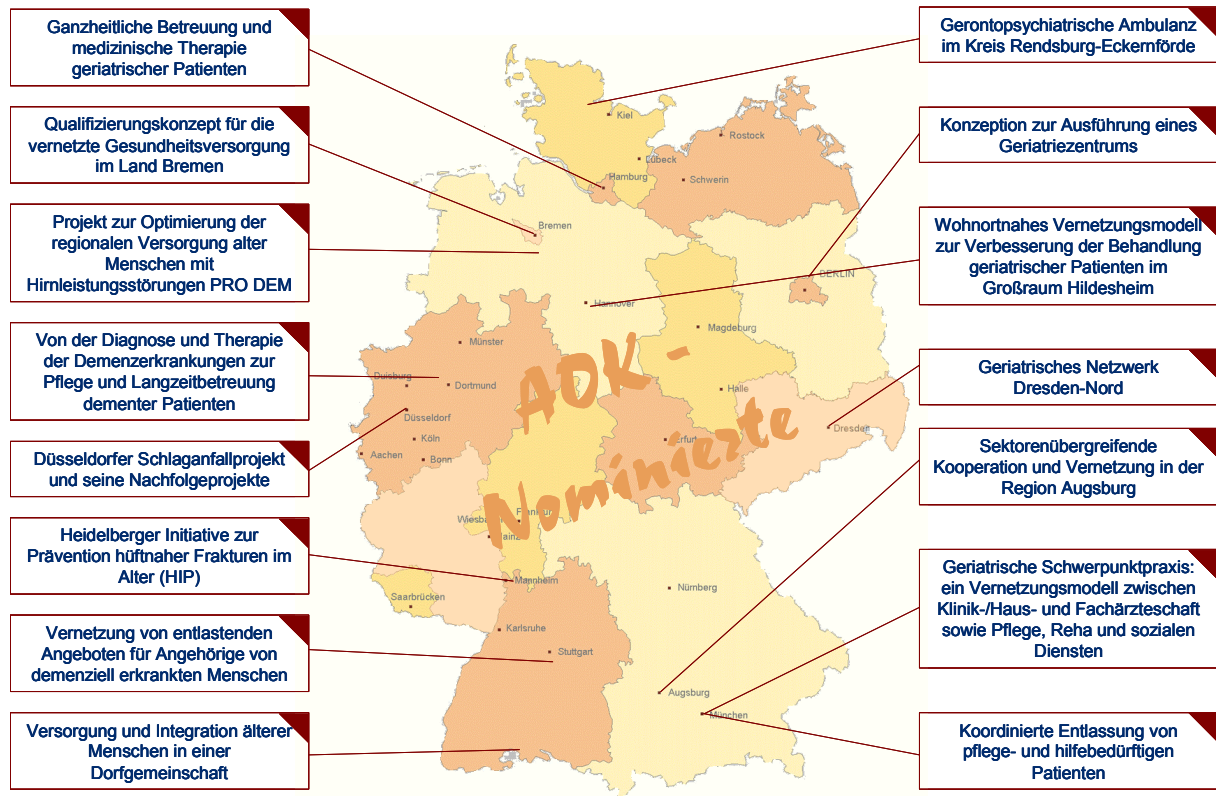 Ganzheitliche Betreuung und
medizinische Therapie
geriatrischer Patienten
Qualifizierungskonzept für die
vernetzte Gesundheitsversorgung
im Land Bremen
Projekt zur Optimierung der
regionalen Versorgung alter
Menschen mit
Hirnleistungsstörungen PRO DEM
Von der Diagnose und Therapie
der Demenzerkrankungen zur
Pflege und Langzeitbetreuung
dementer Patienten
Düsseldorfer Schlaganfallprojekt
und seine Nachfolgeprojekte
Heidelberger Initiative zur
Prävention hüftnaher Frakturen im
Alter (HIP)
Vernetzung von entlastenden
Angeboten für Angehörige von
demenziell erkrankten Menschen
Versorgung und Integration älterer
Menschen in einer
Dorfgemeinschaft
Kiel
Rostock
Lübeck
Hamburg
Schwerin
Bremen
BERLIN
Hannover
Magdeburg
Münster
Duisburg
Dortmund
Halle
Düsseldorf
Köln
Dresden
Erfurt
Aachen
Bonn
AOK -
Nominierte
Wiesbaden
Frankfurt
Mainz
Mannheim
Nürnberg
Saarbrücken
Karlsruhe
Stuttgart
Augsburg
München
Gerontopsychiatrische Ambulanz
im Kreis Rendsburg-Eckernförde
Konzeption zur Ausführung eines
Geriatriezentrums
Wohnortnahes Vernetzungsmodell
zur Verbesserung der Behandlung
geriatrischer Patienten im
Großraum Hildesheim
Geriatrisches Netzwerk
Dresden-Nord
Sektorenübergreifende
Kooperation und Vernetzung in der
Region Augsburg
Geriatrische Schwerpunktpraxis:
ein Vernetzungsmodell zwischen
Klinik-/Haus- und Fachärzteschaft
sowie Pflege, Reha und sozialen
Diensten
Koordinierte Entlassung von
pflege- und hilfebedürftigen
Patienten